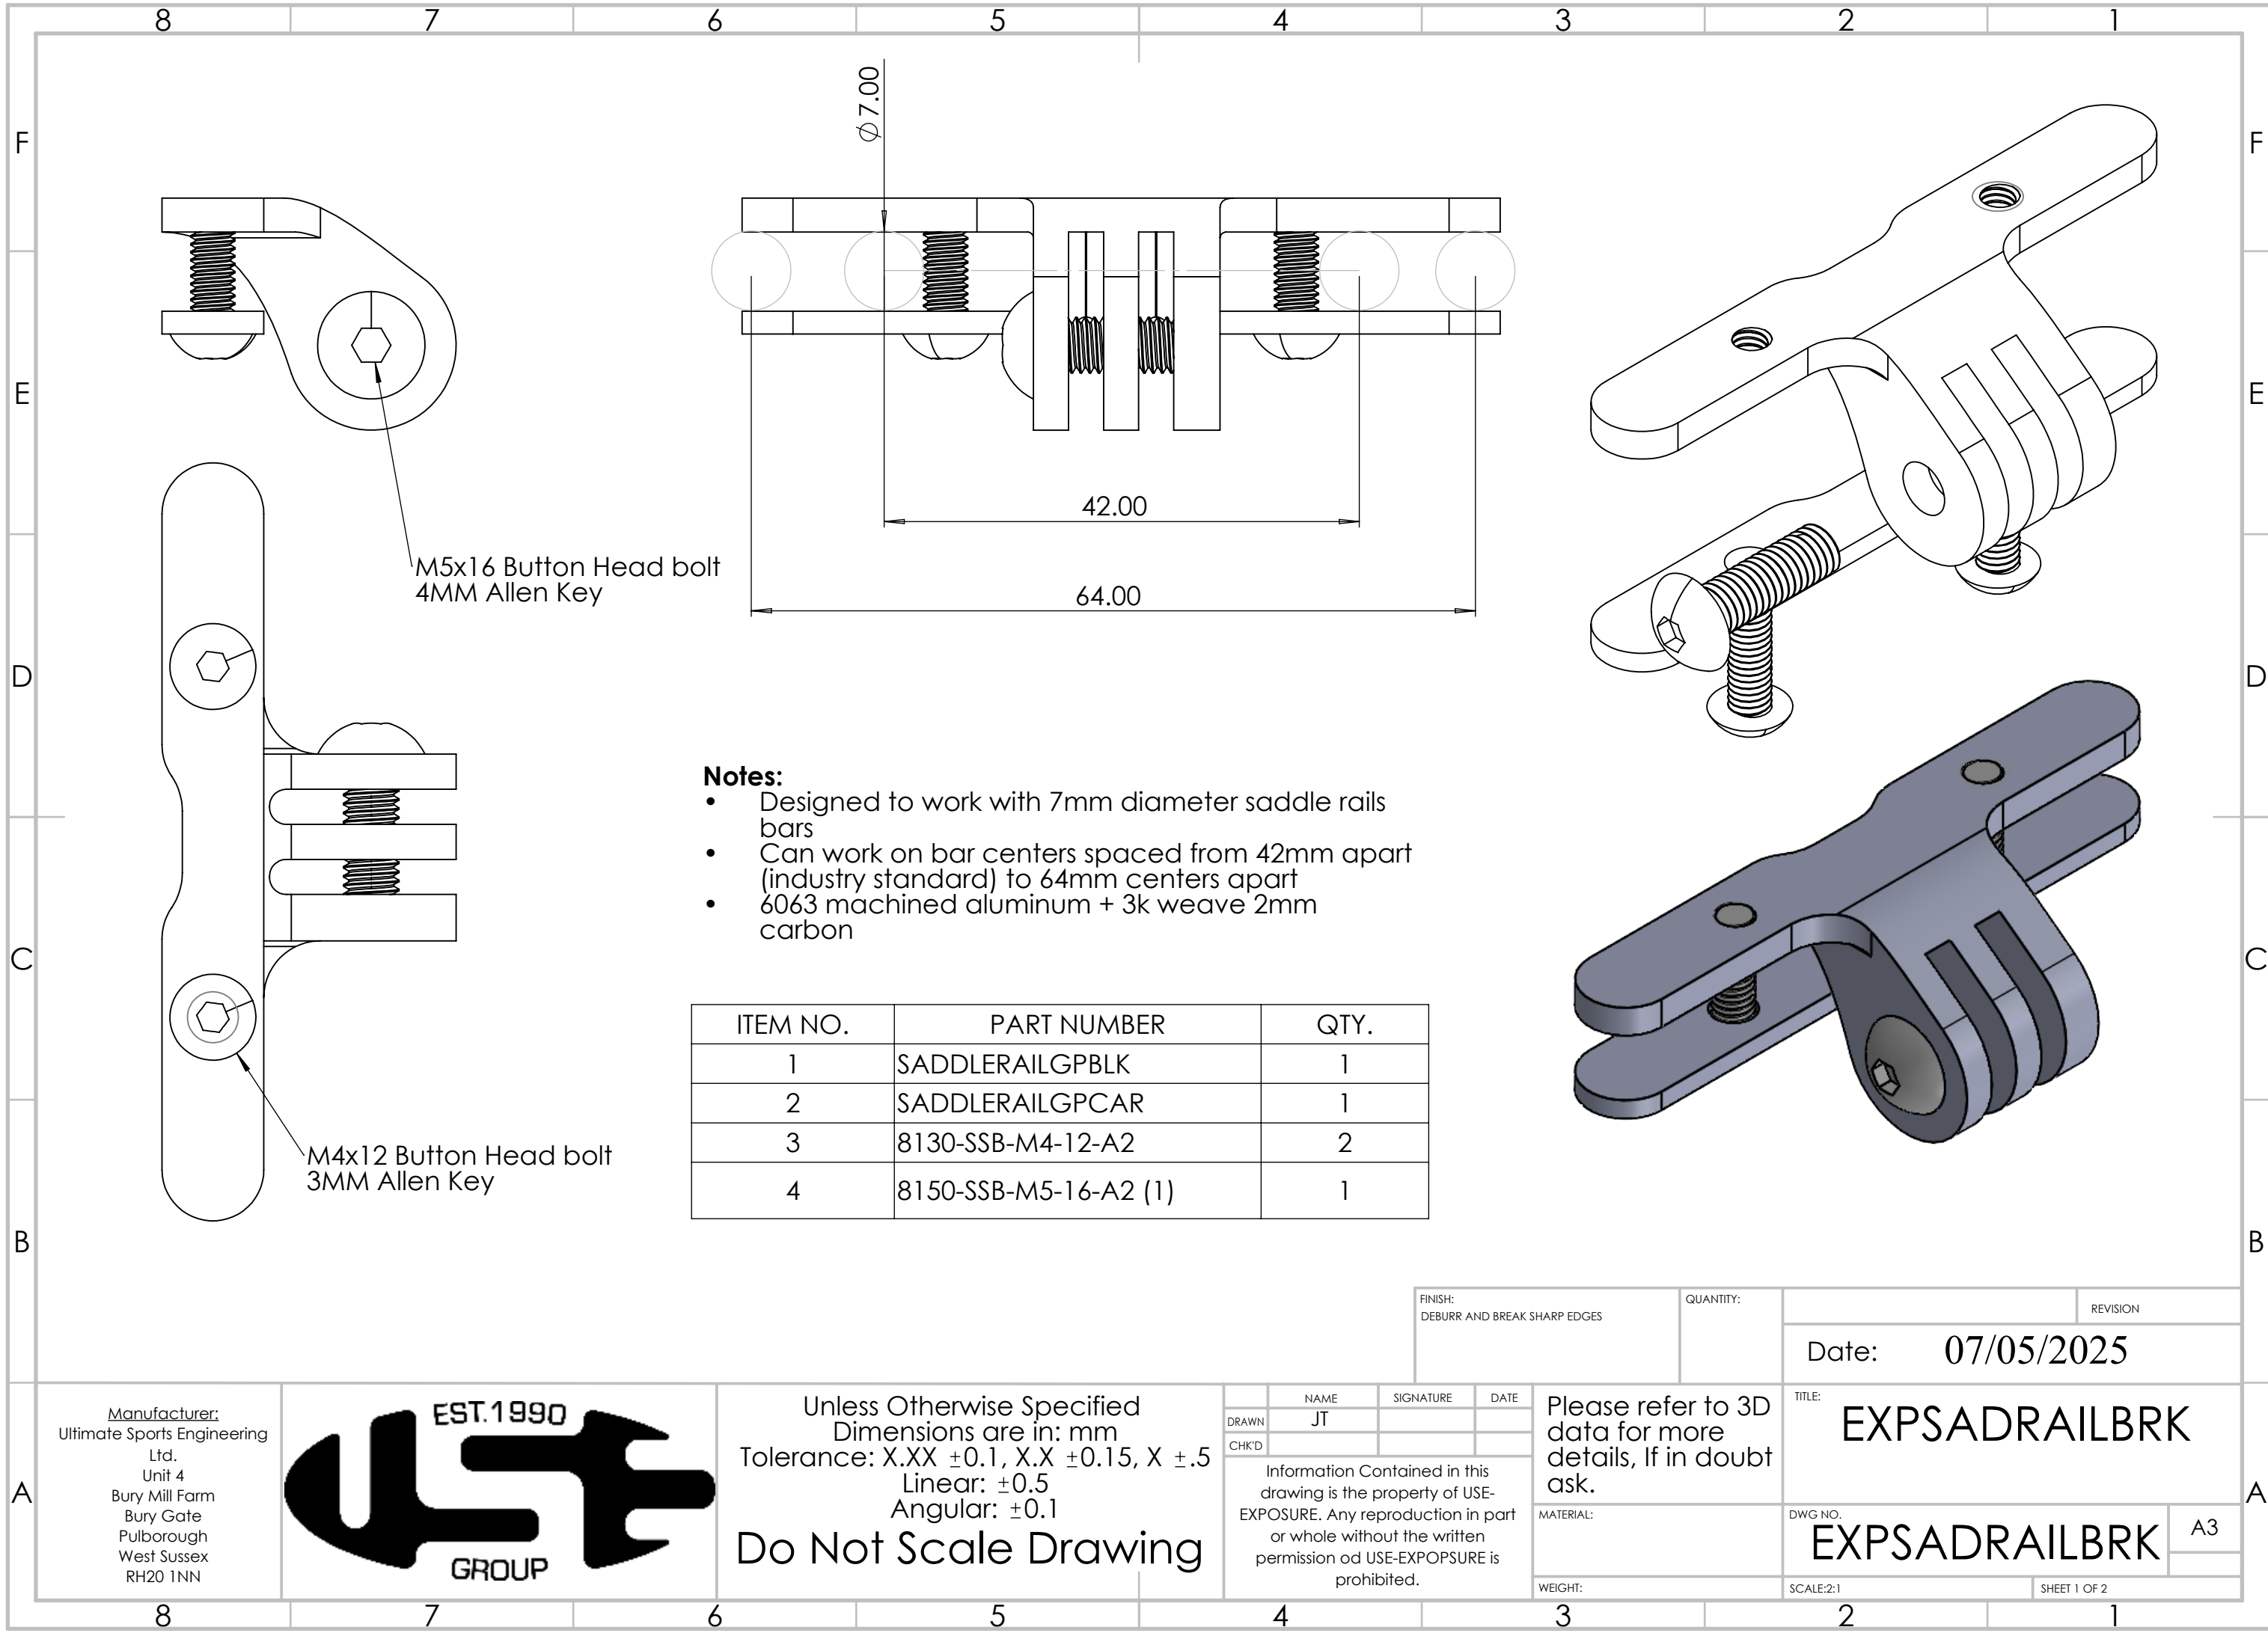 8 7 6 5 4 3 2 1
F F
E E
D D
C C
B B
A A
∅ 7.00
42.00
64.00
M5x16 Button Head bolt
4MM Allen Key
M4x12 Button Head bolt
3MM Allen Key
Notes:
• Designed to work with 7mm diameter saddle rails
bars
• Can work on bar centers spaced from 42mm apart
(industry standard) to 64mm centers apart
• 6063 machined aluminum + 3k weave 2mm
carbon
ITEM NO. PART NUMBER QTY.
1 SADDLERAILGPBLK 1
2 SADDLERAILGPCAR 1
3 8130-SSB-M4-12-A2 2
4 8150-SSB-M5-16-A2 (1) 1
FINISH:
DEBURR AND BREAK SHARP EDGES
QUANTITY:
REVISION
Date: 07/05/2025
Manufacturer:
Ultimate Sports Engineering
Ltd.
Unit 4
Bury Mill Farm
Bury Gate
Pulborough
West Sussex
RH20 1NN
EST.1990
USE
GROUP
Unless Otherwise Specified
Dimensions are in: mm
Tolerance: X.XX ±0.1, X.X ±0.15, X ±.5
Linear: ±0.5
Angular: ±0.1
Do Not Scale Drawing
NAME SIGNATURE DATE
DRAWN JT
CHK'D
Information Contained in this
drawing is the property of USE-
EXPOSURE. Any reproduction in part
or whole without the written
permission od USE-EXPOPSURE is
prohibited.
Please refer to 3D
data for more
details, If in doubt
ask.
MATERIAL:
WEIGHT:
TITLE:
EXPSADRAILBRK
DWG NO.
EXPSADRAILBRK
A3
SCALE:2:1
SHEET 1 OF 2
8 7 6 5 4 3 2 1